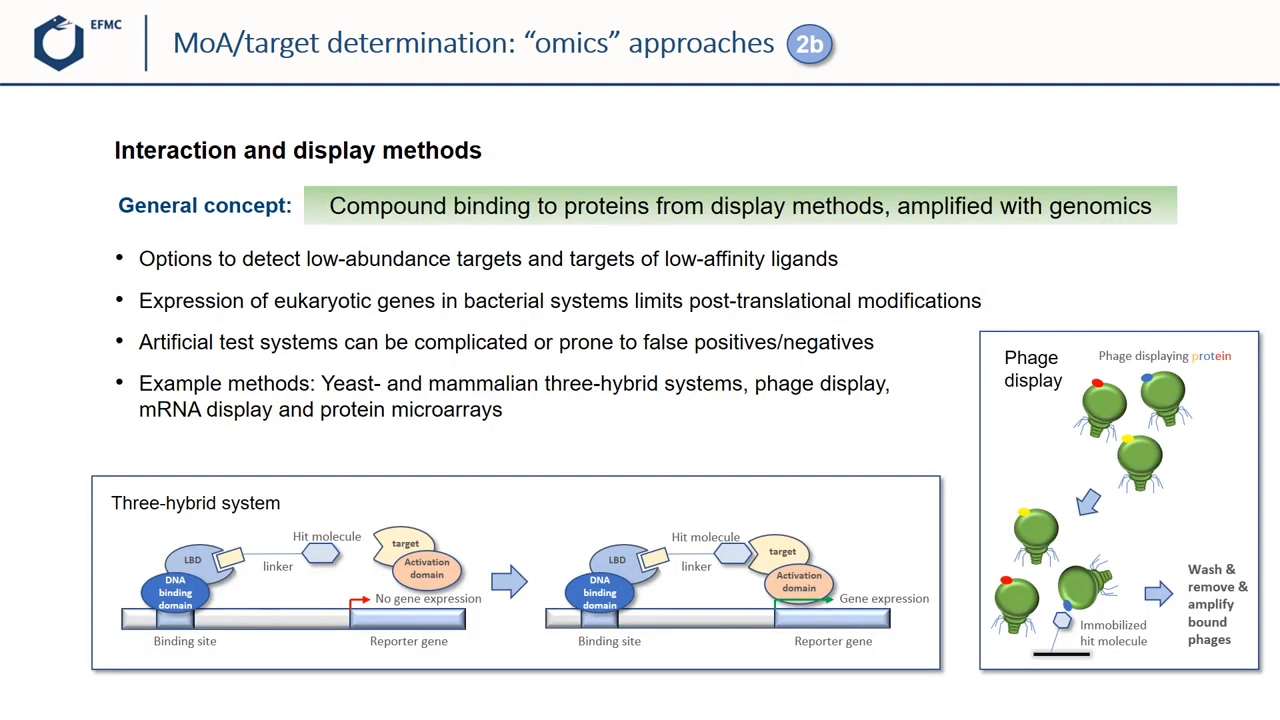 EFMC
MoA/target determination: “omics” approaches 2b
Interaction and display methods
General concept: Compound binding to proteins from display methods, amplified with genomics
• Options to detect low-abundance targets and targets of low-affinity ligands
• Expression of eukaryotic genes in bacterial systems limits post-translational modifications
• Artificial test systems can be complicated or prone to false positives/negatives
• Example methods: Yeast- and mammalian three-hybrid systems, phage display,
mRNA display and protein microarrays
Three-hybrid system
Hit molecule
LBD
linker
target
Activation
domain
DNA
binding
domain
No gene expression
Binding site
Reporter gene
Hit molecule
LBD
linker
target
Activation
domain
DNA
binding
domain
Gene expression
Binding site
Reporter gene
Phage
display
Phage displaying protein
Immobilized
hit molecule
Wash &
remove &
amplify
bound
phages